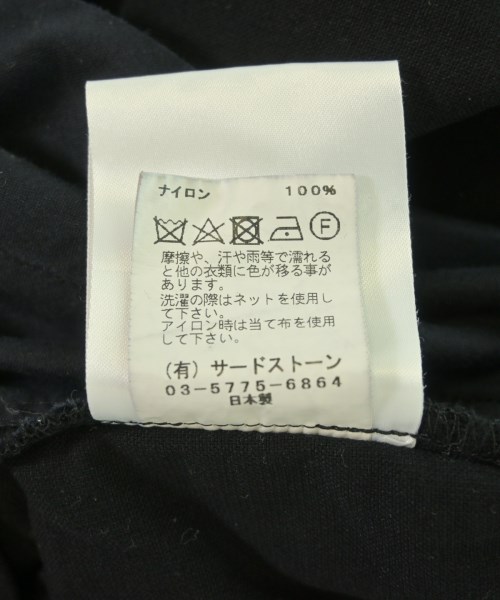 ナイロン 100%
F
摩擦や、汗や雨等で濡れる
と他の衣類に色が移る事が
あります。
洗濯の際はネットを使用し
て下さい。
アイロン時は当て布を使用
して下さい。
(有) サードストーン
03-5775-6864
日本製